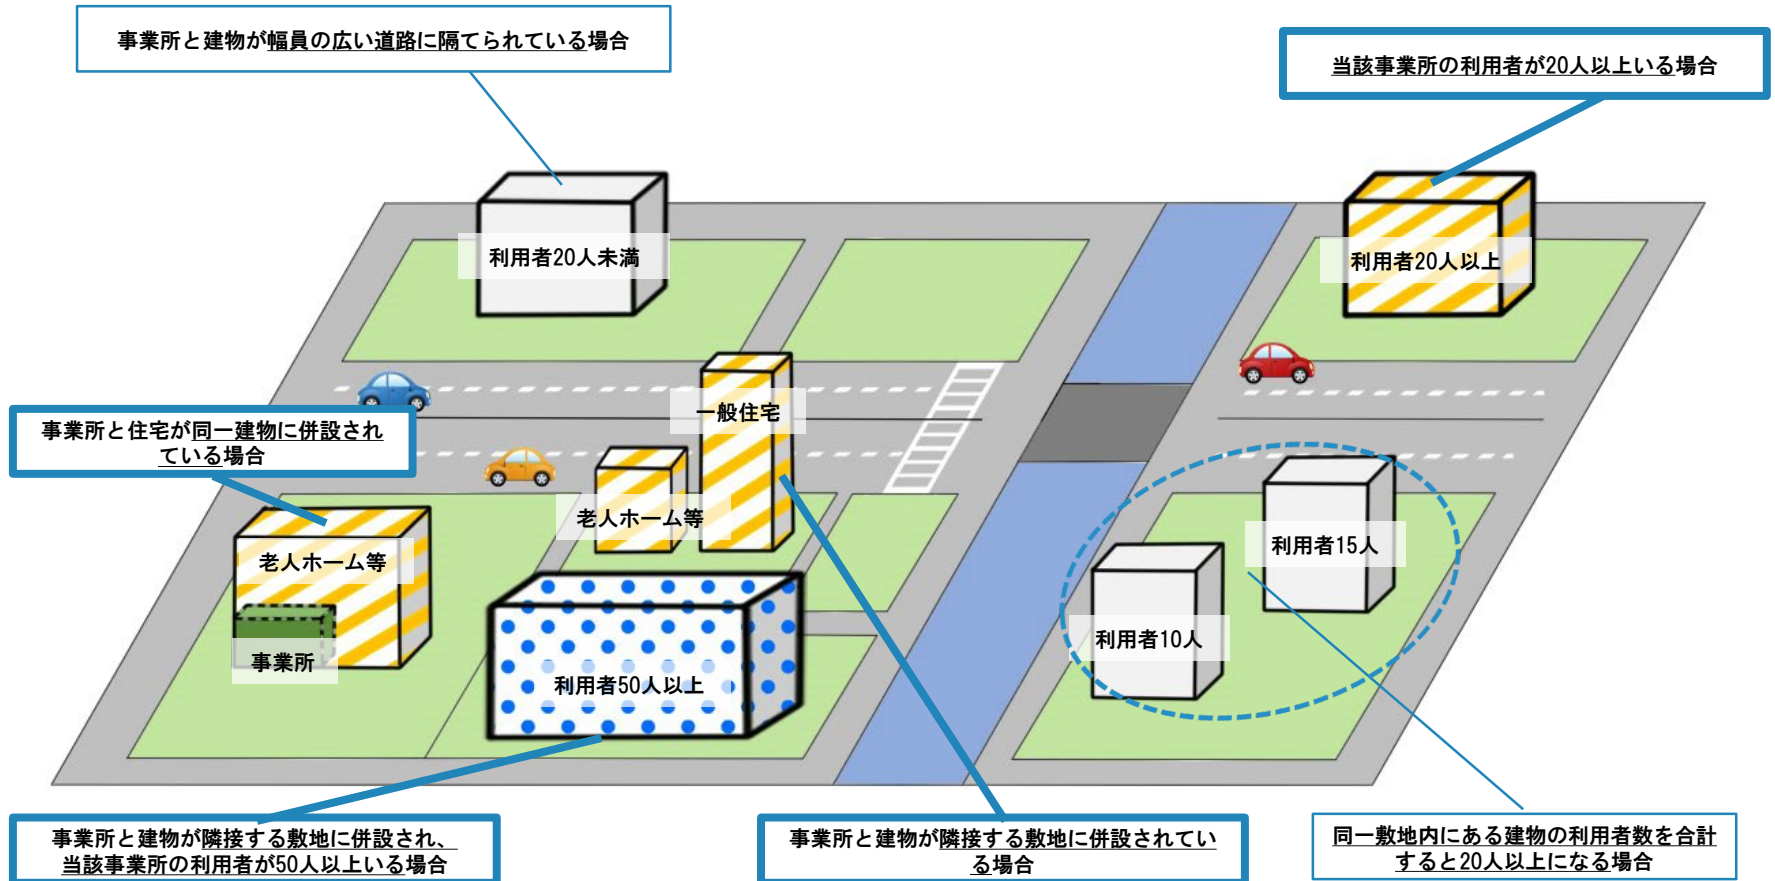 事業所と建物が幅員の広い道路に隔てられている場合
当該事業所の利用者が20人以上いる場合
利用者20人未満
利用者20人以上
一般住宅
事業所と住宅が同一建物に併設され
ている場合
老人ホーム等
老人ホーム等
利用者15人
利用者10人
事業所
利用者50人以上
事業所と建物が隣接する敷地に併設され、
当該事業所の利用者が50人以上いる場合
事業所と建物が隣接する敷地に併設されてい
る場合
同一敷地内にある建物の利用者数を合計
すると20人以上になる場合